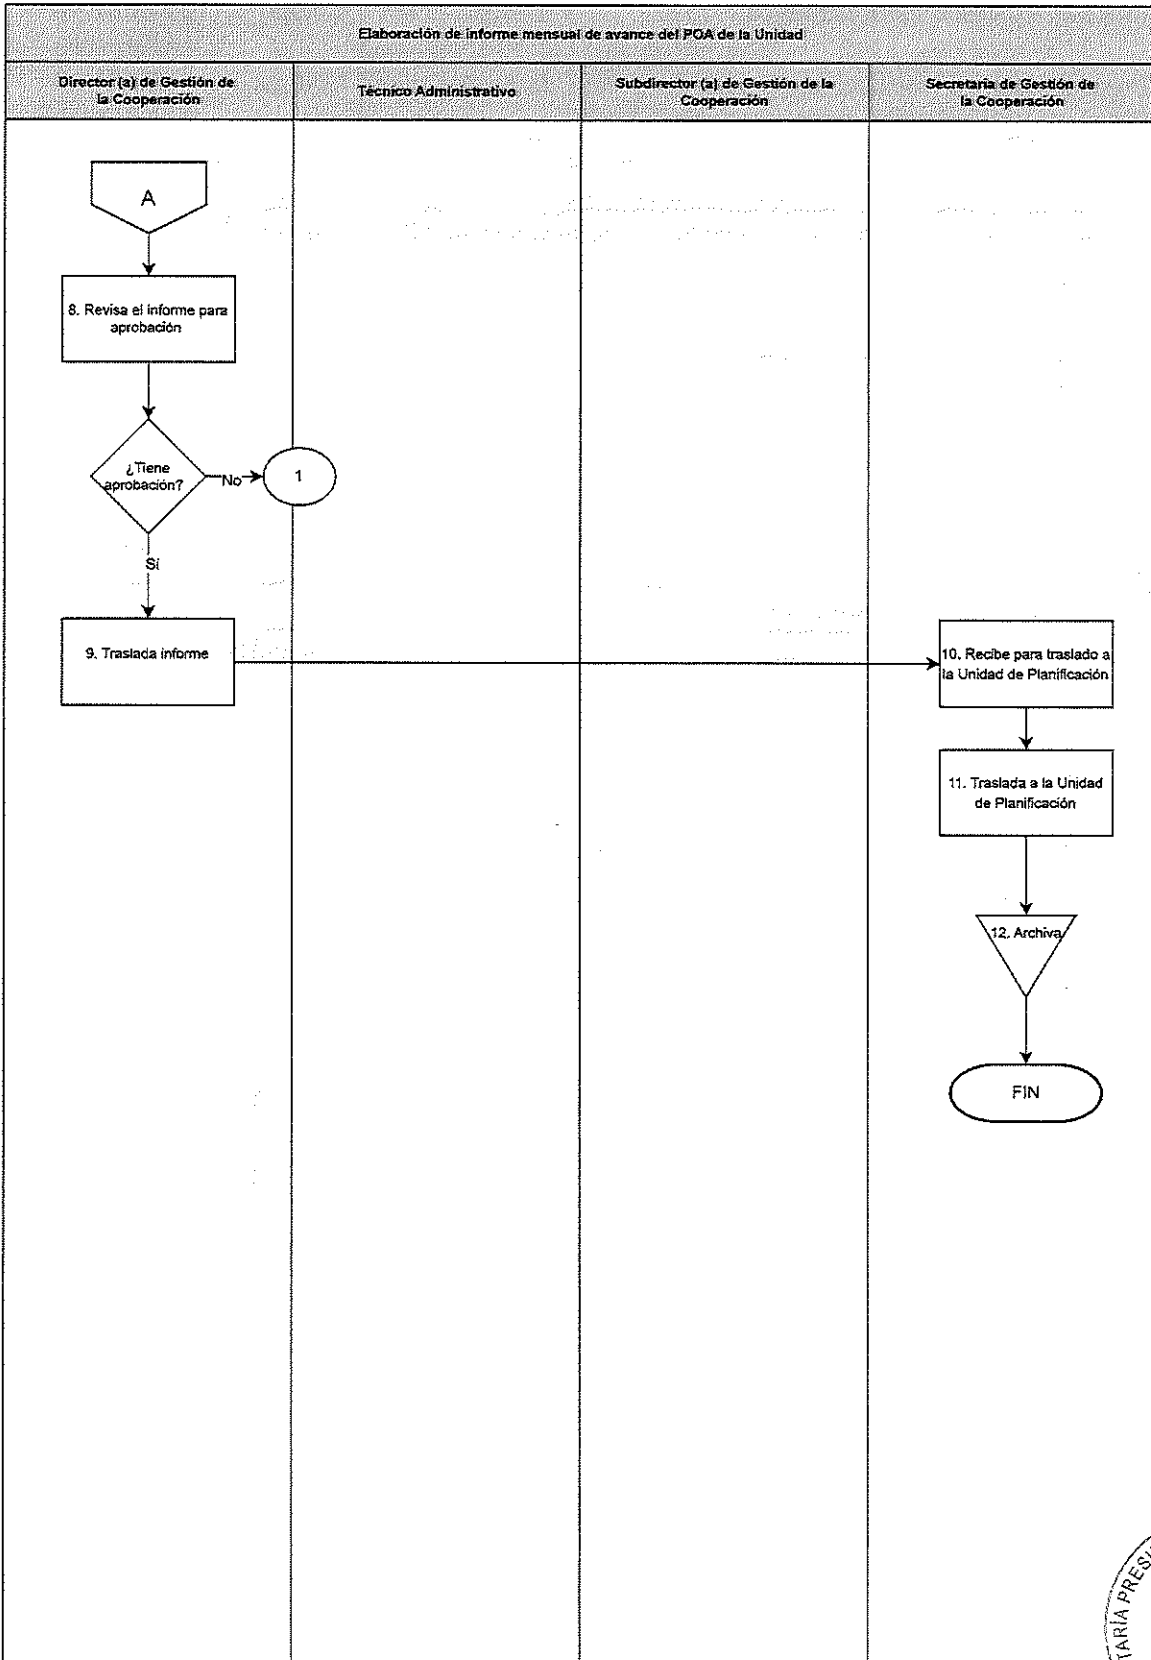 Elaboración de informe mensual de avance del POA de la Unidad
Director (a) de Gestión de
la Cooperación
Técnico Administrativo
Subdirector (a) de Gestión de la
Cooperación
Secretaria de Gestión de
la Cooperación
A
8. Revisa el informe para
aprobación
¿Tiene
aprobación?
No
1
Sí
9. Traslada informe
10. Recibe para traslado a
la Unidad de Planificación
11. Traslada a la Unidad
de Planificación
12. Archiva
FIN